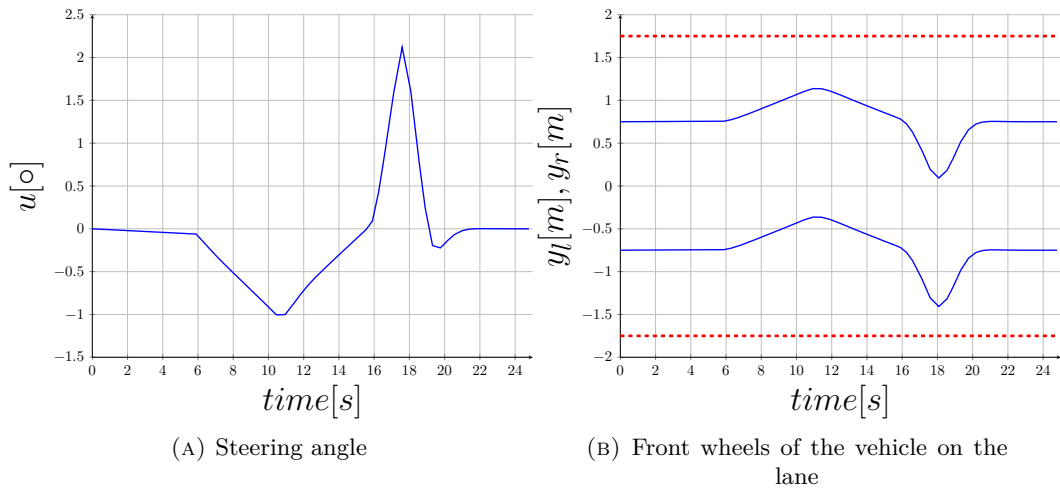 2.5
2
1.5
1
0.5
0
−0.5
−1
−1.5
u[○]
0 2 4 6 8 10 12 14 16 18 20 22 24
time[s]
(A) Steering angle
2
1.5
1
0.5
0
−0.5
−1
−1.5
−2
y_l[m], y_r[m]
0 2 4 6 8 10 12 14 16 18 20 22 24
time[s]
(B) Front wheels of the vehicle on the
lane